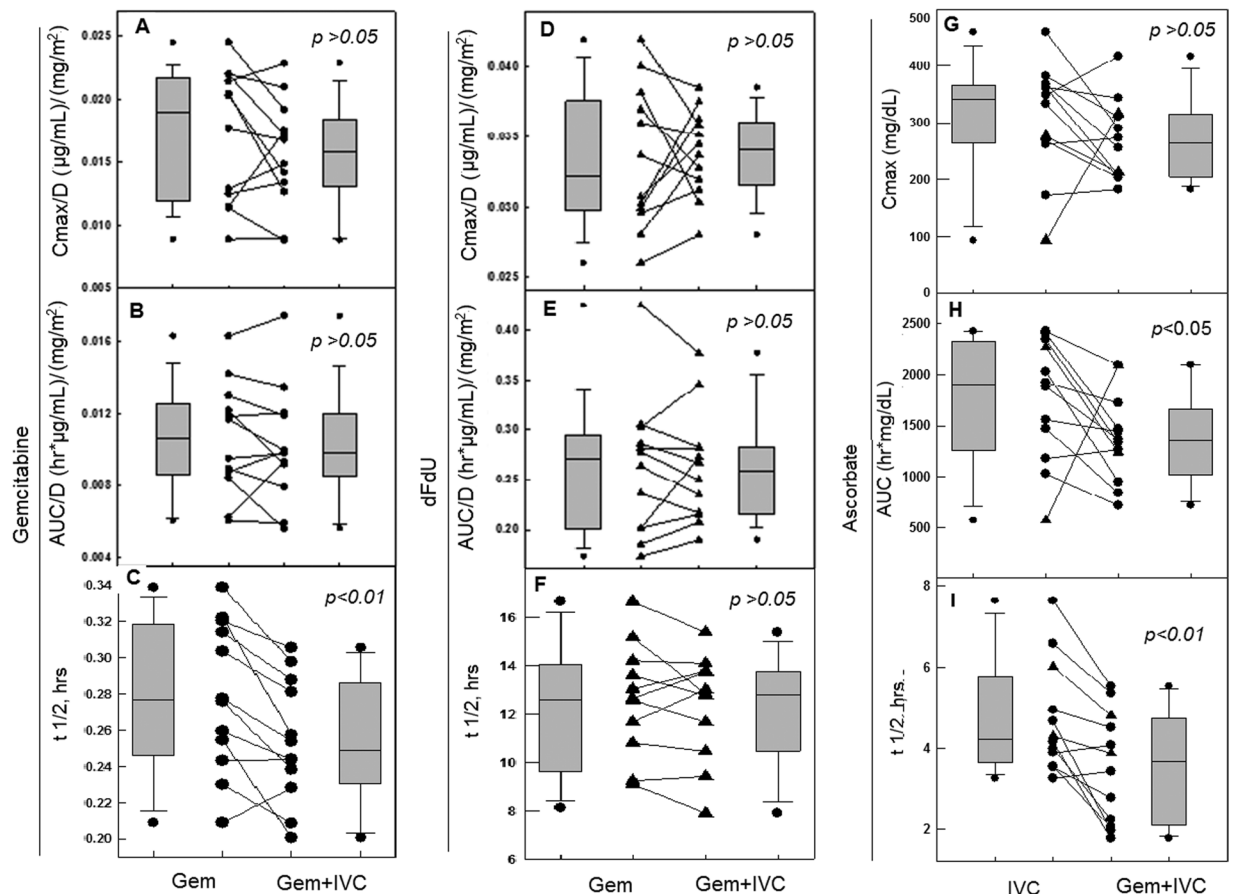 A
p >0.05
0.025
0.020
0.015
0.010
0.005
Cmax/D (µg/mL)/(mg/m²)
B
p >0.05
0.016
0.012
0.008
0.004
AUC/D (hr*µg/mL)/(mg/m²)
C
p<0.01
0.34
0.32
0.30
0.28
0.26
0.24
0.22
0.20
t 1/2, hrs
Gemcitabine
Gem
Gem+IVC
D
p >0.05
0.040
0.035
0.030
0.025
Cmax/D (µg/mL)/(mg/m²)
E
p >0.05
0.40
0.35
0.30
0.25
0.20
AUC/D (hr*µg/mL)/(mg/m²)
F
p >0.05
16
14
12
10
8
6
t 1/2, hrs
dFdU
Gem
Gem+IVC
G
p >0.05
500
400
300
200
100
0
Cmax (mg/dL)
H
p<0.05
2500
2000
1500
1000
500
AUC (hr*mg/dL)
I
p<0.01
8
6
4
2
t 1/2, hrs
Ascorbate
IVC
Gem+IVC